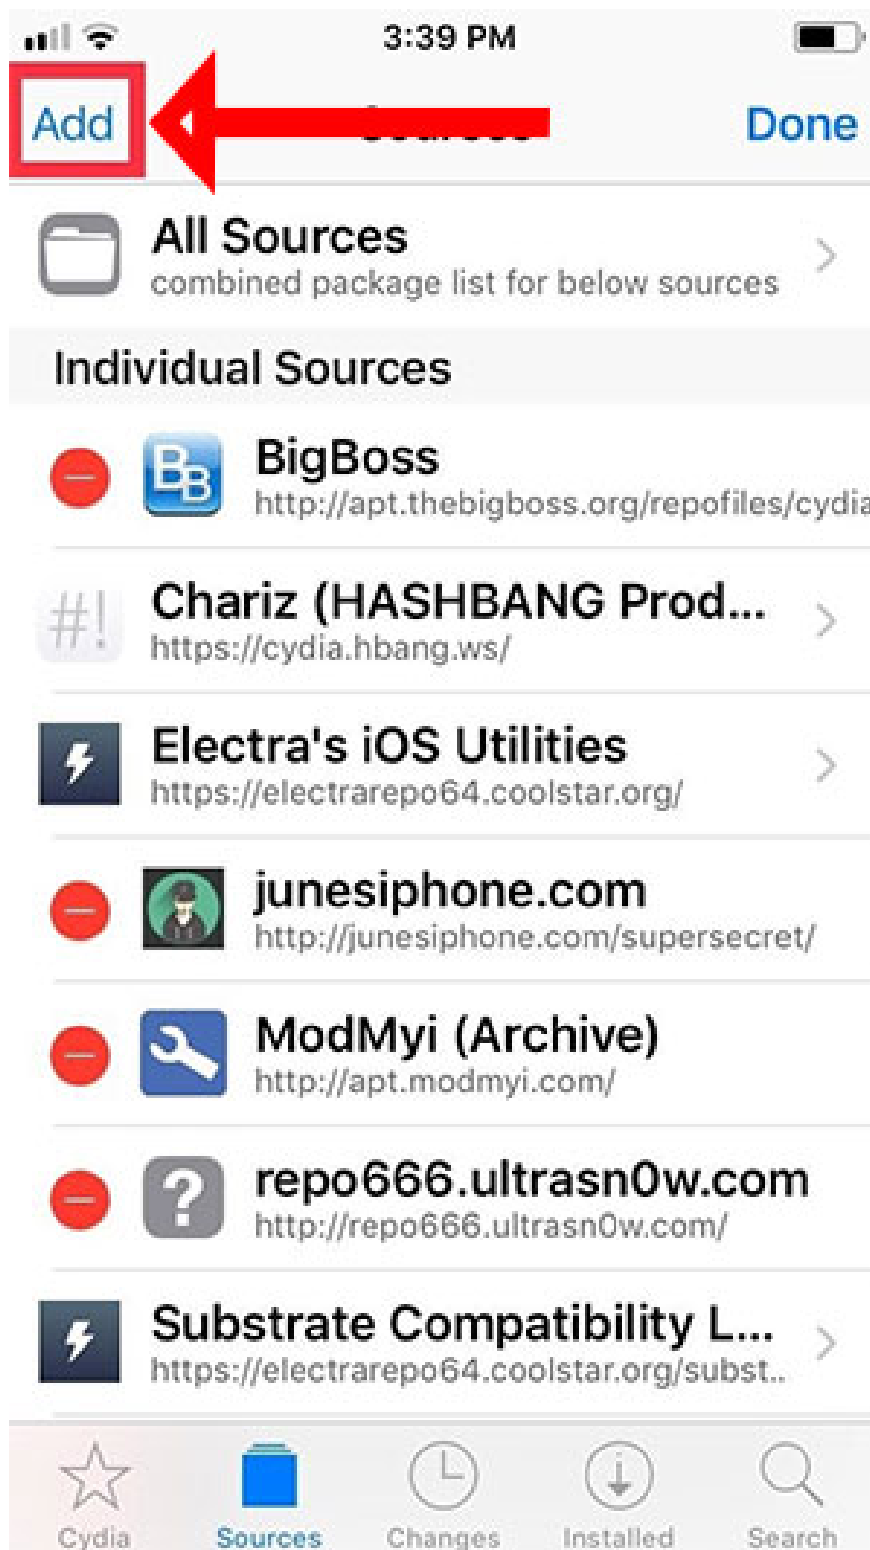 3:39 PM
Add
Done
All Sources
combined package list for below sources
Individual Sources
BB
BigBoss
http://apt.thebigboss.org/repofiles/cydia
#!
Chariz (HASHBANG Prod...
https://cydia.hbang.ws/
Electra's iOS Utilities
https://electrarepo64.coolstar.org/
junesiphone.com
http://junesiphone.com/supersecret/
ModMyi (Archive)
http://apt.modmyi.com/
?
repo666.ultrasn0w.com
http://repo666.ultrasn0w.com/
Substrate Compatibility L...
https://electrarepo64.coolstar.org/subst..
Cydia Sources Changes Installed Search